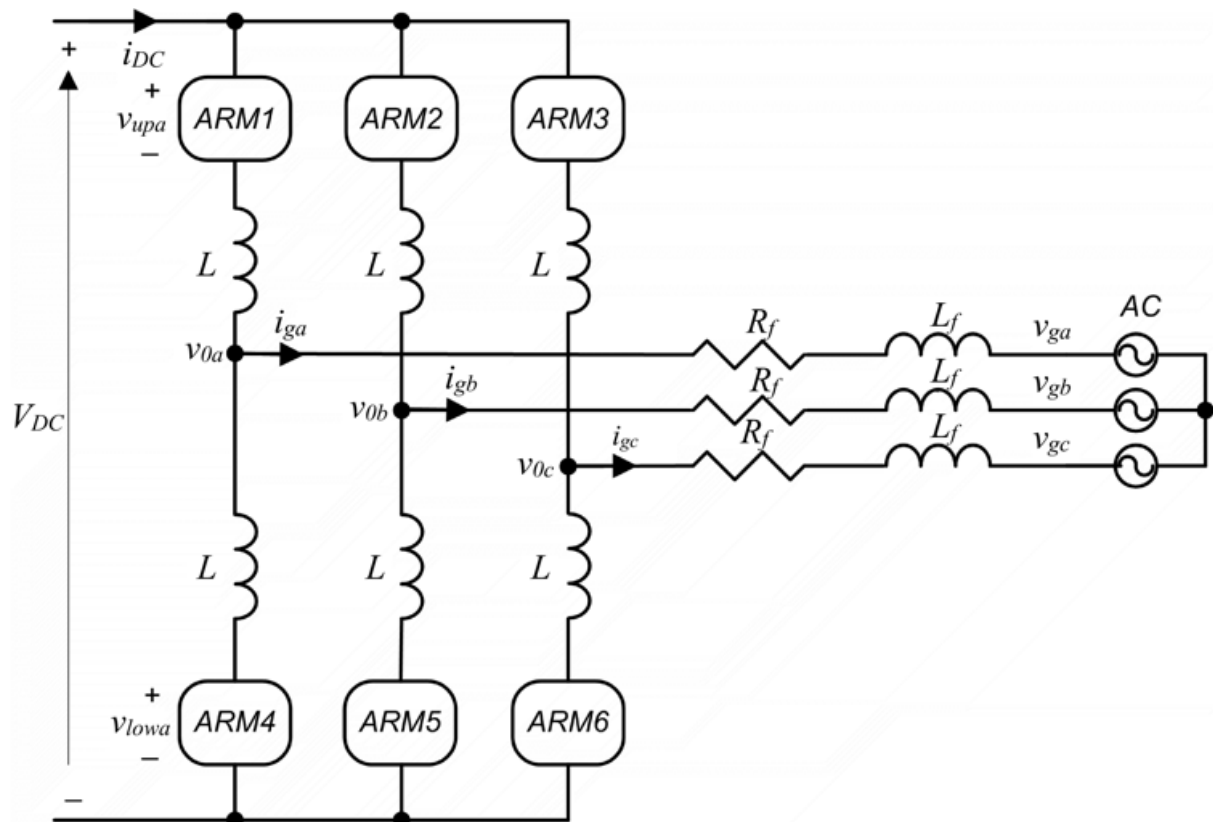 +
i_DC
+
v_upa
−
ARM1 ARM2 ARM3
L L L
i_ga
v_0a
R_f L_f v_ga AC
i_gb
v_0b
R_f L_f v_gb
V_DC
i_gc
v_0c
R_f L_f v_gc
L L L
+
v_lowa
−
ARM4 ARM5 ARM6
−